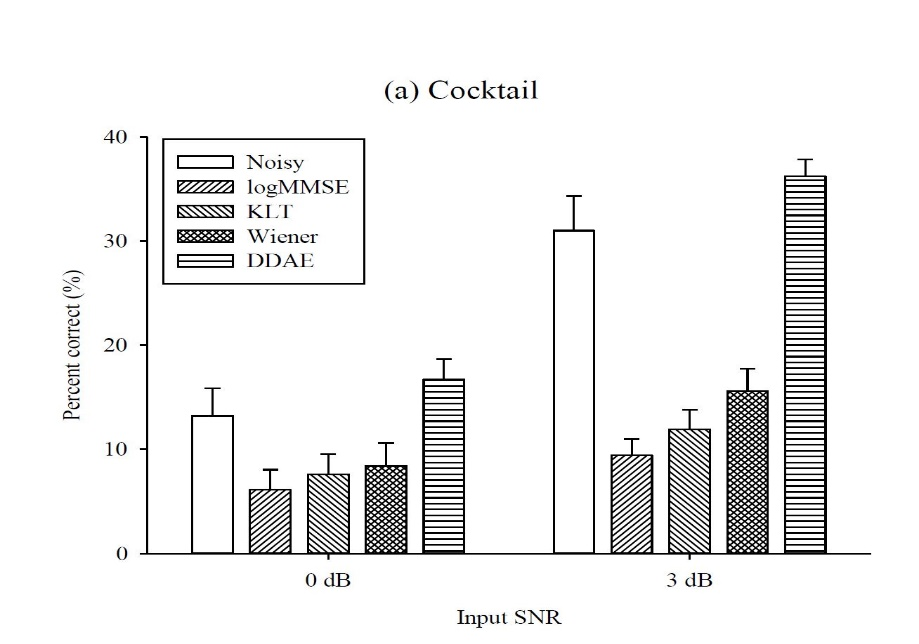 (a) Cocktail
40
30
20
10
0
Percent correct (%)
Noisy
logMMSE
KLT
Wiener
DDAE
0 dB
3 dB
Input SNR